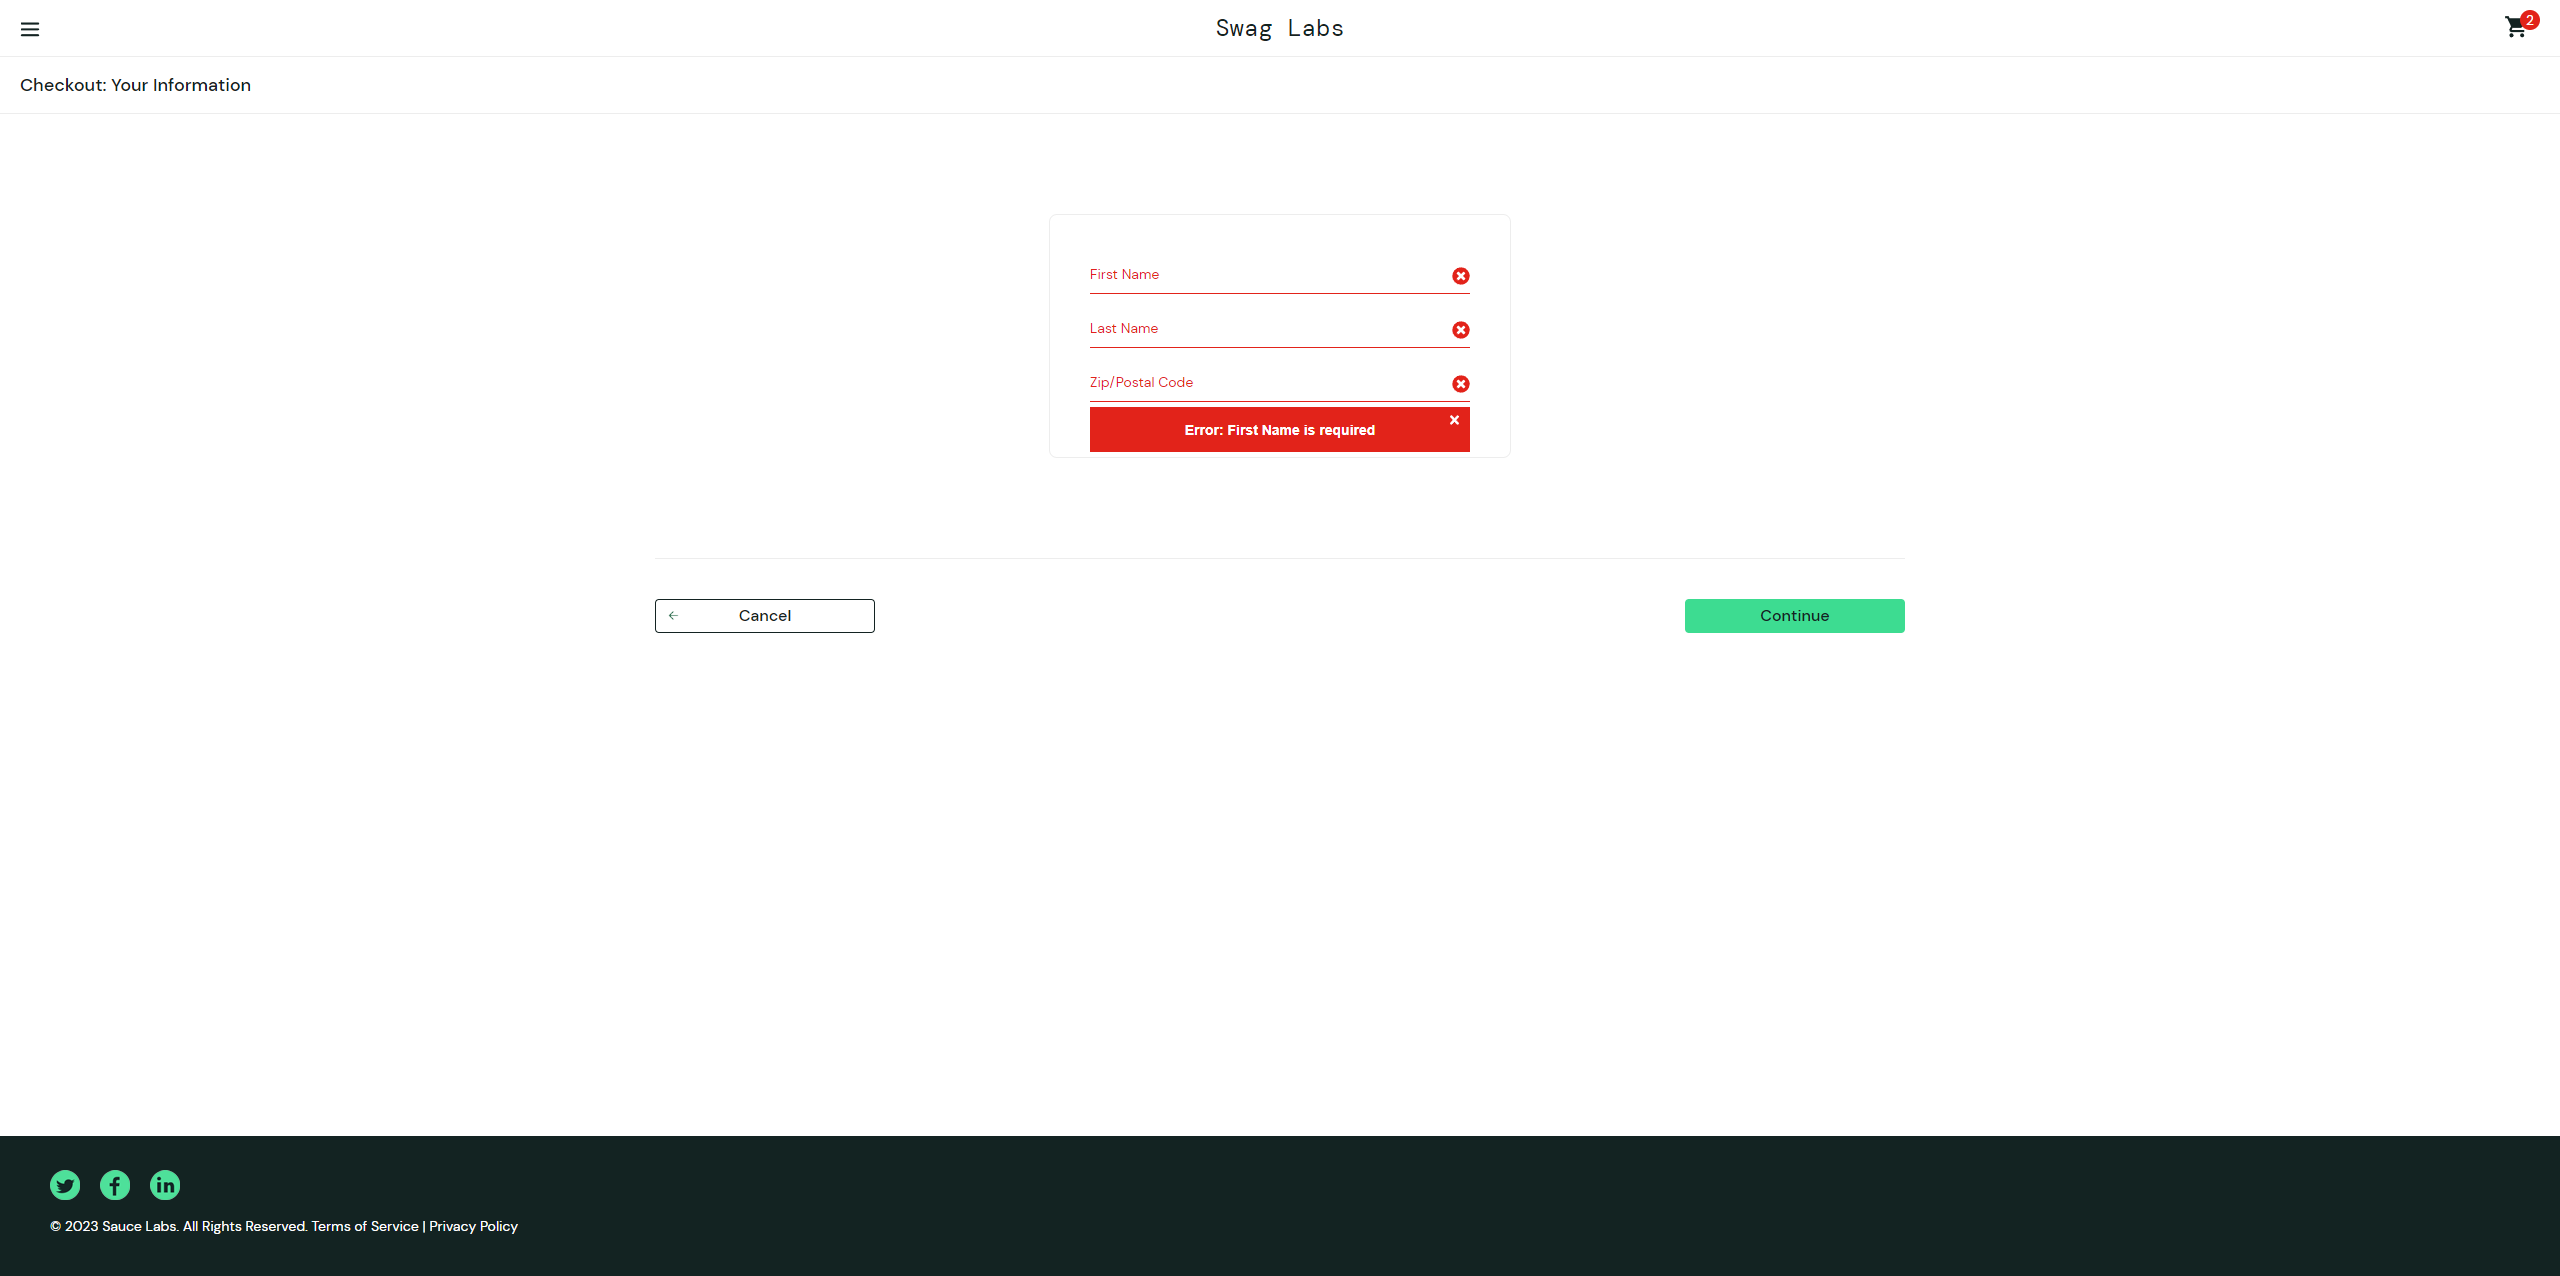 Swag Labs
2
Checkout: Your Information
First Name
Last Name
Zip/Postal Code
Error: First Name is required
Cancel
Continue
© 2023 Sauce Labs. All Rights Reserved. Terms of Service | Privacy Policy